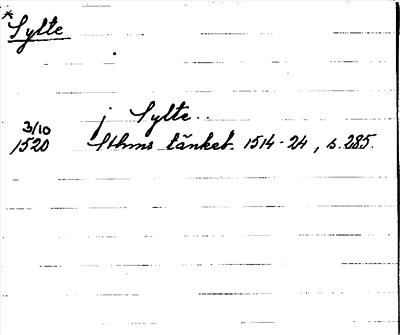 *
Sylte
j Sylte..
3/10
1520 Sthms tänkeb. 1514-24, s. 285.